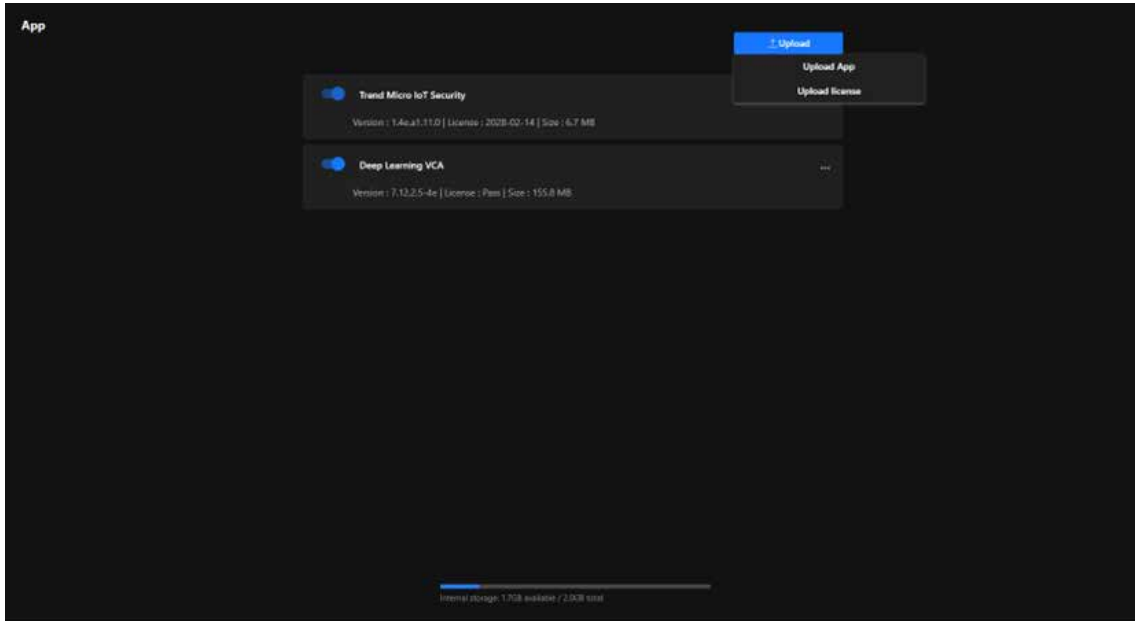 App
Upload
Upload App
Upload license
Trend Micro IoT Security
Version : 1.4e.a1.11.0 | License : 2028-02-14 | Size : 6.7 MB
Deep Learning VCA
...
Version : 7.12.2.5-4e | License : Pass | Size : 155.8 MB
Internal storage: 1.7GB available / 2.0GB total